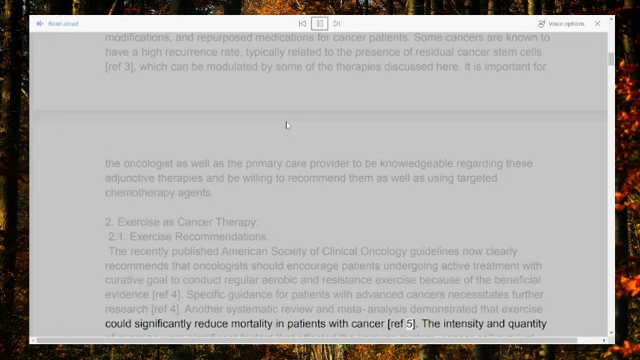 Read aloud
Voice options
modifications, and repurposed medications for cancer patients. Some cancers are known to
have a high recurrence rate, typically related to the presence of residual cancer stem cells
[ref 3], which can be modulated by some of the therapies discussed here. It is important for
the oncologist as well as the primary care provider to be knowledgeable regarding these
adjunctive therapies and be willing to recommend them as well as using targeted
chemotherapy agents.
2. Exercise as Cancer Therapy:
2.1. Exercise Recommendations:
The recently published American Society of Clinical Oncology guidelines now clearly
recommends that oncologists should encourage patients undergoing active treatment with
curative goal to conduct regular aerobic and resistance exercise because of the beneficial
evidence [ref 4]. Specific guidance for patients with advanced cancers necessitates further
research [ref 4]. Another systematic review and meta-analysis demonstrated that exercise
could significantly reduce mortality in patients with cancer [ref 5]. The intensity and quantity